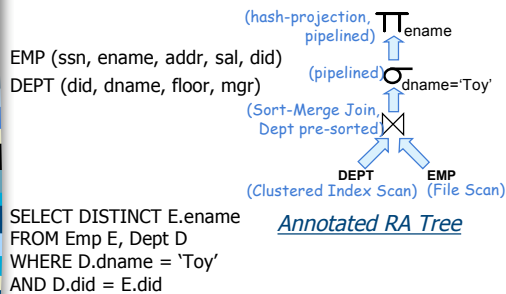 EMP (ssn, ename, addr, sal, did)
DEPT (did, dname, floor, mgr)
SELECT DISTINCT E.ename
FROM Emp E, Dept D
WHERE D.dname = ‘Toy’
AND D.did = E.did
(hash-projection,
pipelined) π ename
(pipelined) σ dname=‘Toy’
(Sort-Merge Join,
Dept pre-sorted) ⋈
DEPT EMP
(Clustered Index Scan) (File Scan)
Annotated RA Tree